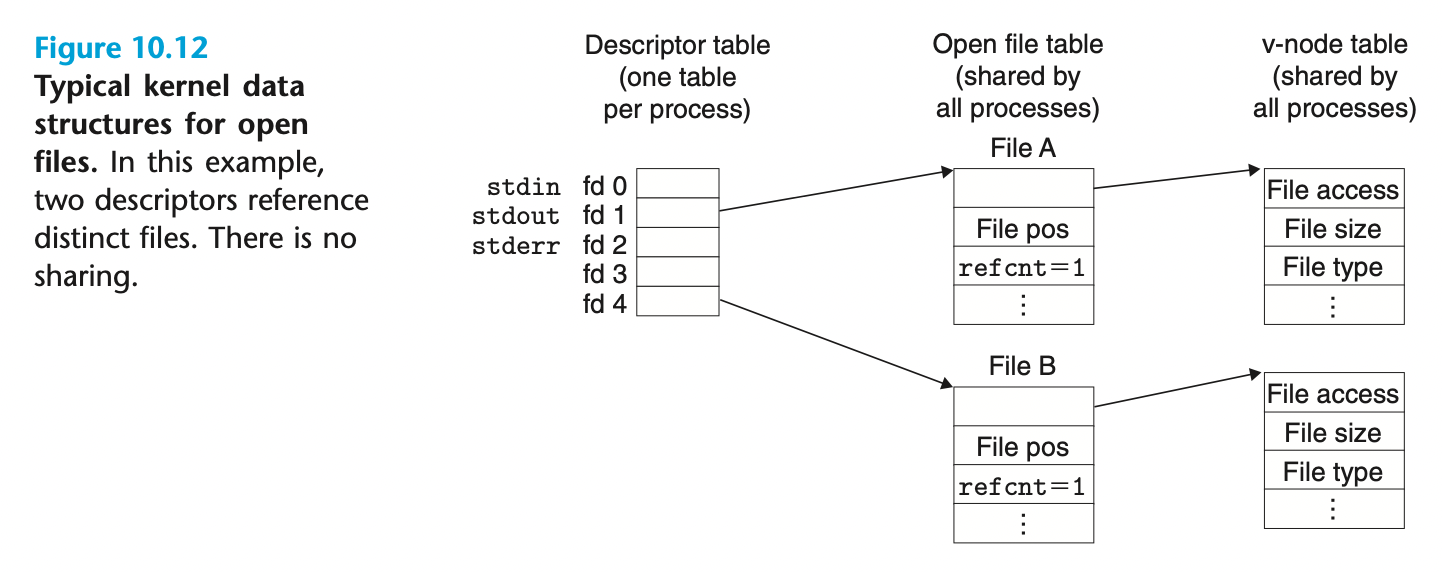 Figure 10.12
Typical kernel data
structures for open
files. In this example,
two descriptors reference
distinct files. There is no
sharing.
Descriptor table
(one table
per process)
Open file table
(shared by
all processes)
v-node table
(shared by
all processes)
stdin fd 0
stdout fd 1
stderr fd 2
fd 3
fd 4
File A
File pos
refcnt=1
⋮
File access
File size
File type
⋮
File B
File pos
refcnt=1
⋮
File access
File size
File type
⋮